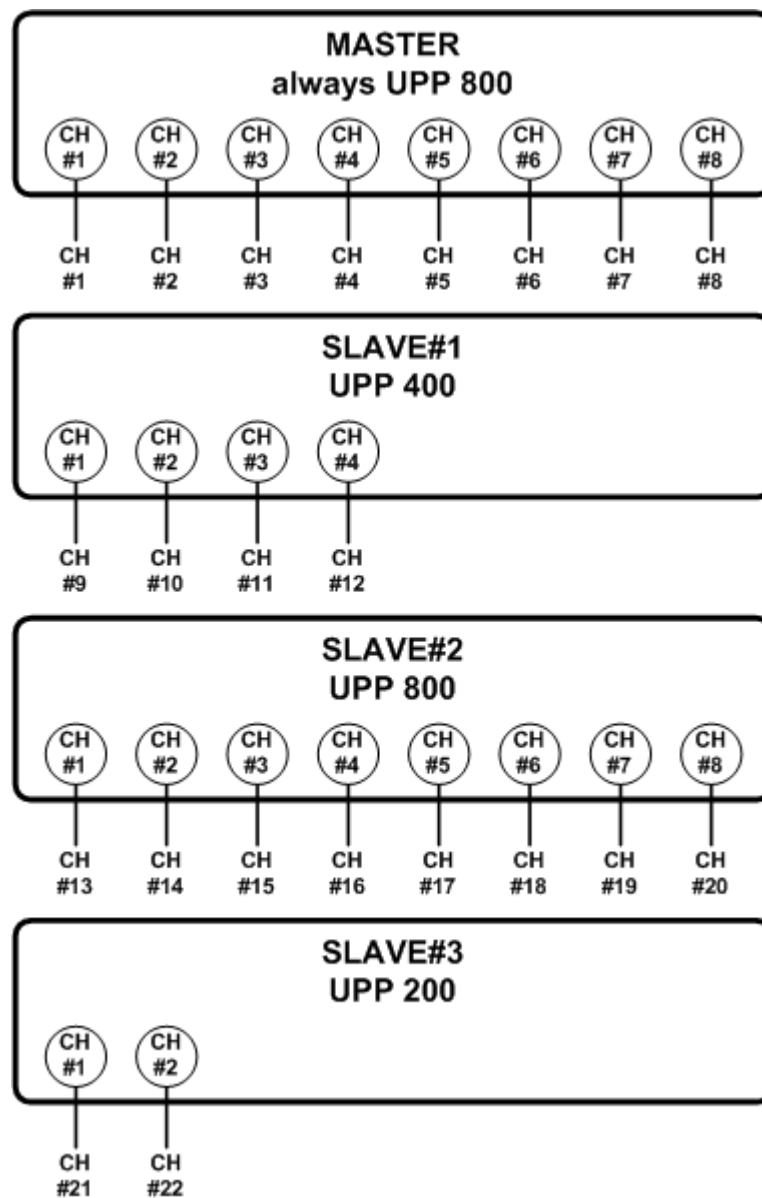 MASTER
always UPP 800
CH CH CH CH CH CH CH CH
#1 #2 #3 #4 #5 #6 #7 #8
CH CH CH CH CH CH CH CH
#1 #2 #3 #4 #5 #6 #7 #8
SLAVE#1
UPP 400
CH CH CH CH
#1 #2 #3 #4
CH CH CH CH
#9 #10 #11 #12
SLAVE#2
UPP 800
CH CH CH CH CH CH CH CH
#1 #2 #3 #4 #5 #6 #7 #8
CH CH CH CH CH CH CH CH
#13 #14 #15 #16 #17 #18 #19 #20
SLAVE#3
UPP 200
CH CH
#1 #2
CH CH
#21 #22